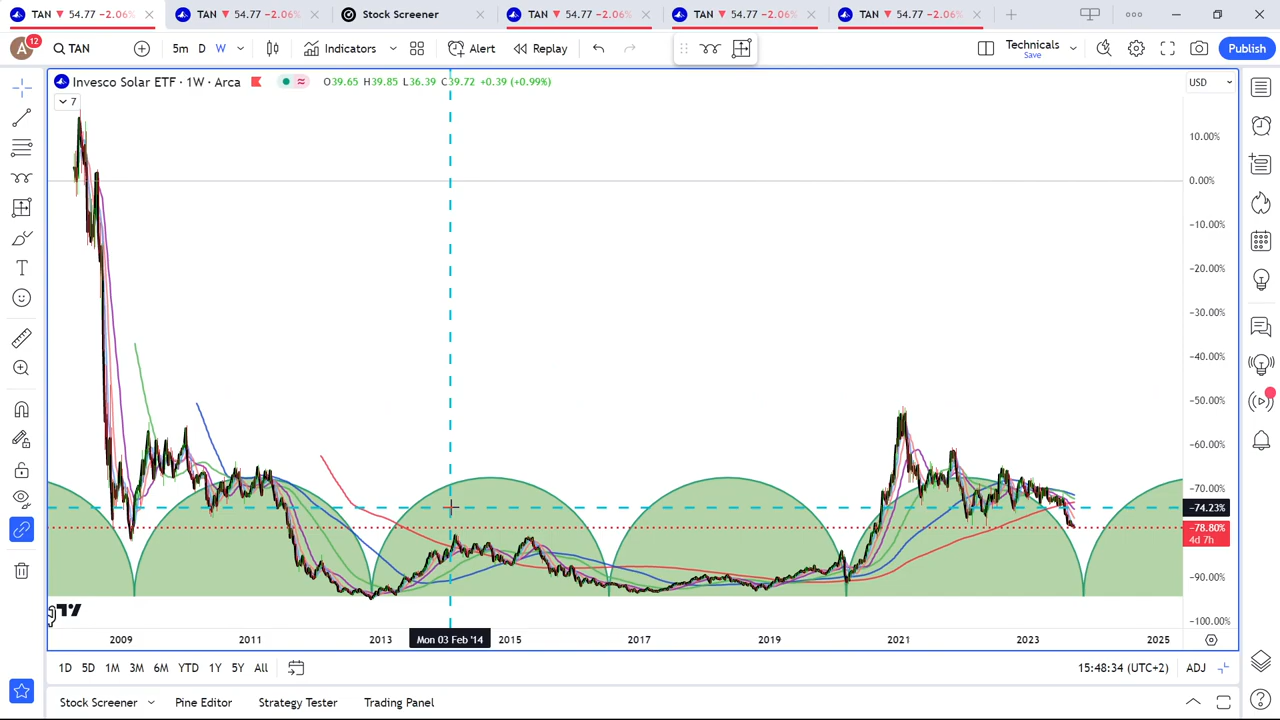 TAN ▼ 54.77 −2.06%
TAN ▼ 54.77 −2.06%
Stock Screener
TAN ▼ 54.77 −2.06%
TAN ▼ 54.77 −2.06%
TAN ▼ 54.77 −2.06%
A 12
TAN
5m D W
Indicators
Alert
Replay
Technicals
Save
Publish
Invesco Solar ETF · 1W · Arca
O39.65 H39.85 L36.39 C39.72 +0.39 (+0.99%)
USD
7
10.00%
0.00%
−10.00%
−20.00%
−30.00%
−40.00%
−50.00%
−60.00%
−70.00%
−74.23%
−78.80%
4d 7h
−90.00%
−100.00%
2009
2011
2013
Mon 03 Feb '14
2015
2017
2019
2021
2023
2025
1D 5D 1M 3M 6M YTD 1Y 5Y All
15:48:34 (UTC+2)
ADJ
Stock Screener
Pine Editor
Strategy Tester
Trading Panel